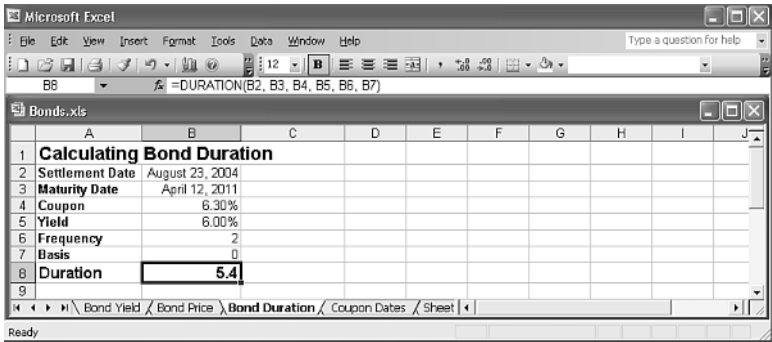 Microsoft Excel
File Edit View Insert Format Tools Data Window Help Type a question for help
12 B
B8 fx =DURATION(B2, B3, B4, B5, B6, B7)
Bonds.xls
A B C D E F G H I J
1 Calculating Bond Duration
2 Settlement Date August 23, 2004
3 Maturity Date April 12, 2011
4 Coupon 6.30%
5 Yield 6.00%
6 Frequency 2
7 Basis 0
8 Duration 5.4
9
Bond Yield / Bond Price \ Bond Duration / Coupon Dates / Sheet
Ready